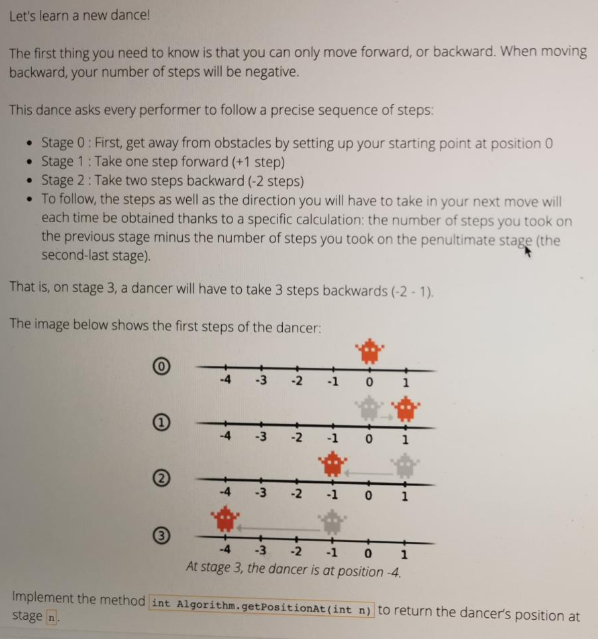 Let's learn a new dance!
The first thing you need to know is that you can only move forward, or backward. When moving
backward, your number of steps will be negative.
This dance asks every performer to follow a precise sequence of steps:
• Stage 0 : First, get away from obstacles by setting up your starting point at position 0
• Stage 1 : Take one step forward (+1 step)
• Stage 2 : Take two steps backward (-2 steps)
• To follow, the steps as well as the direction you will have to take in your next move will
each time be obtained thanks to a specific calculation: the number of steps you took on
the previous stage minus the number of steps you took on the penultimate stage (the
second-last stage).
That is, on stage 3, a dancer will have to take 3 steps backwards (-2 - 1).
The image below shows the first steps of the dancer:
0
-4 -3 -2 -1 0 1
1
-4 -3 -2 -1 0 1
2
-4 -3 -2 -1 0 1
3
-4 -3 -2 -1 0 1
At stage 3, the dancer is at position -4.
Implement the method int Algorithm.getPositionAt(int n) to return the dancer's position at
stage n.